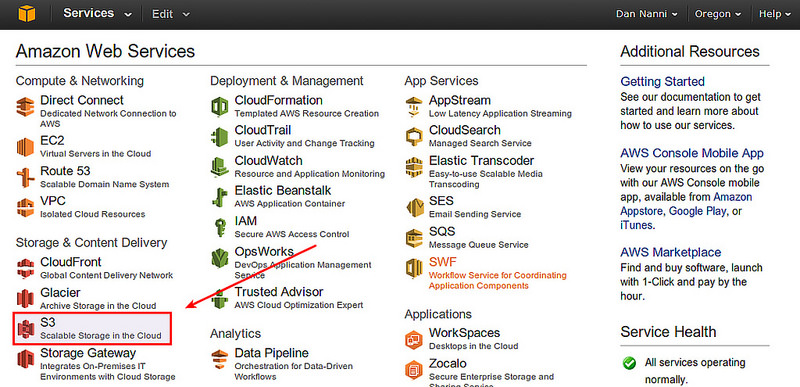 Services
Edit
Dan Nanni
Oregon
Help
Amazon Web Services
Compute & Networking
Direct Connect
Dedicated Network Connection to
AWS
EC2
Virtual Servers in the Cloud
Route 53
Scalable Domain Name System
VPC
Isolated Cloud Resources
Storage & Content Delivery
CloudFront
Global Content Delivery Network
Glacier
Archive Storage in the Cloud
S3
Scalable Storage in the Cloud
Storage Gateway
Integrates On-Premises IT
Environments with Cloud Storage
Deployment & Management
CloudFormation
Templated AWS Resource Creation
CloudTrail
User Activity and Change Tracking
CloudWatch
Resource and Application Monitoring
Elastic Beanstalk
AWS Application Container
IAM
Secure AWS Access Control
OpsWorks
DevOps Application Management
Service
Trusted Advisor
AWS Cloud Optimization Expert
Analytics
Data Pipeline
Orchestration for Data-Driven
Workflows
App Services
AppStream
Low Latency Application Streaming
CloudSearch
Managed Search Service
Elastic Transcoder
Easy-to-use Scalable Media
Transcoding
SES
Email Sending Service
SQS
Message Queue Service
SWF
Workflow Service for Coordinating
Application Components
Applications
WorkSpaces
Desktops in the Cloud
Zocalo
Secure Enterprise Storage and
Sharing Service
Additional Resources
Getting Started
See our documentation to get
started and learn more about
how to use our services.
AWS Console Mobile App
View your resources on the go
with our AWS Console mobile
app, available from Amazon
Appstore, Google Play, or
iTunes.
AWS Marketplace
Find and buy software, launch
with 1-Click and pay by the
hour.
Service Health
All services operating
normally.